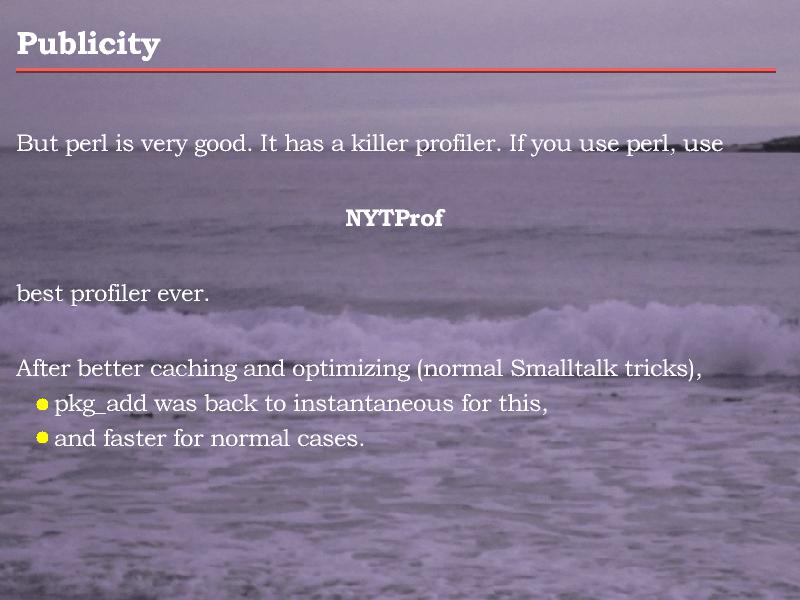 Publicity
But perl is very good. It has a killer profiler. If you use perl, use
NYTProf
best profiler ever.
After better caching and optimizing (normal Smalltalk tricks),
pkg_add was back to instantaneous for this,
and faster for normal cases.